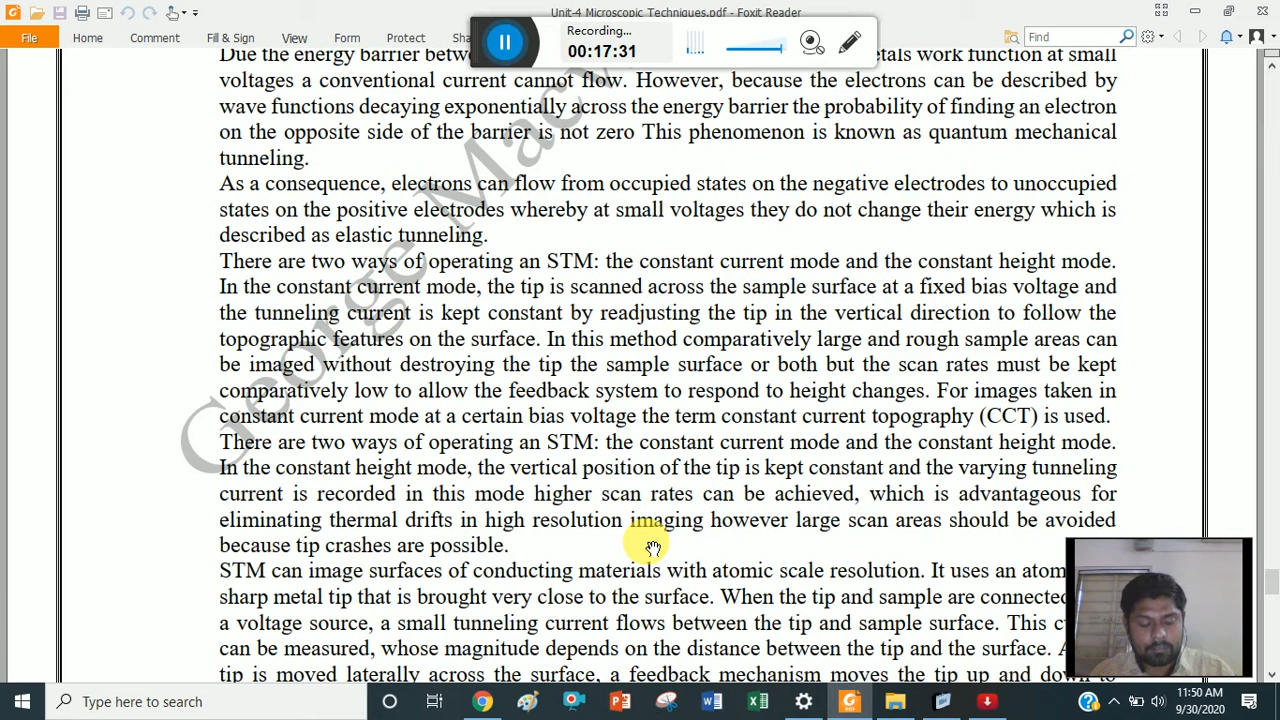 Unit-4 Microscopic Techniques.pdf - Foxit Reader
Recording...
00:17:31
File Home Comment Fill & Sign View Form Protect Find
Due the energy barrier betwe etals work function at small
voltages a conventional current cannot flow. However, because the electrons can be described by
wave functions decaying exponentially across the energy barrier the probability of finding an electron
on the opposite side of the barrier is not zero This phenomenon is known as quantum mechanical
tunneling.
As a consequence, electrons can flow from occupied states on the negative electrodes to unoccupied
states on the positive electrodes whereby at small voltages they do not change their energy which is
described as elastic tunneling.
There are two ways of operating an STM: the constant current mode and the constant height mode.
In the constant current mode, the tip is scanned across the sample surface at a fixed bias voltage and
the tunneling current is kept constant by readjusting the tip in the vertical direction to follow the
topographic features on the surface. In this method comparatively large and rough sample areas can
be imaged without destroying the tip the sample surface or both but the scan rates must be kept
comparatively low to allow the feedback system to respond to height changes. For images taken in
constant current mode at a certain bias voltage the term constant current topography (CCT) is used.
There are two ways of operating an STM: the constant current mode and the constant height mode.
In the constant height mode, the vertical position of the tip is kept constant and the varying tunneling
current is recorded in this mode higher scan rates can be achieved, which is advantageous for
eliminating thermal drifts in high resolution imaging however large scan areas should be avoided
because tip crashes are possible.
STM can image surfaces of conducting materials with atomic scale resolution. It uses an atom
sharp metal tip that is brought very close to the surface. When the tip and sample are connected
a voltage source, a small tunneling current flows between the tip and sample surface. This c
can be measured, whose magnitude depends on the distance between the tip and the surface. A
tip is moved laterally across the surface, a feedback mechanism moves the tip up and down to
George Macw
Type here to search
11:50 AM
9/30/2020